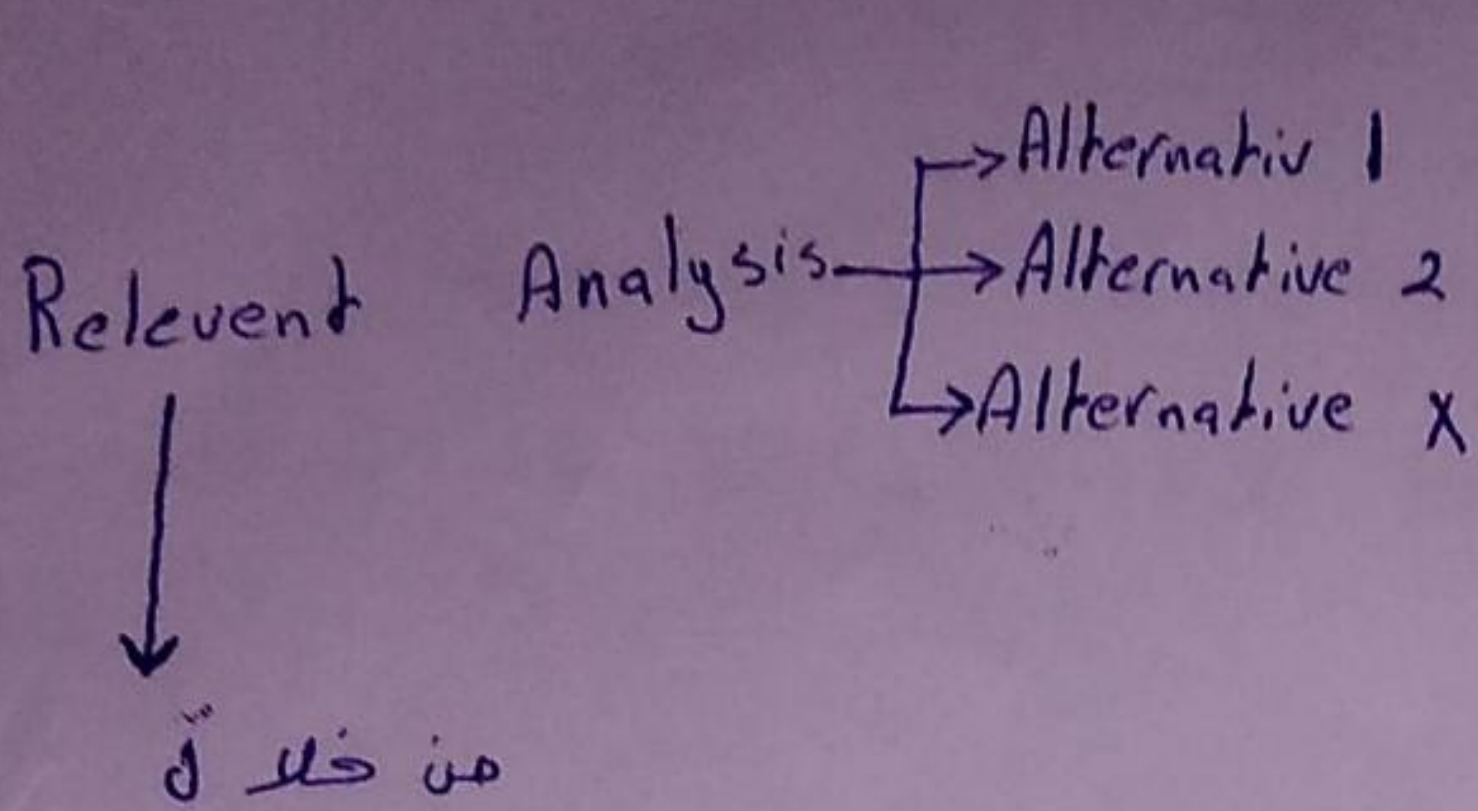 Alternativ 1
Relevent Analysis Alternative 2
Alternative X
من خلال